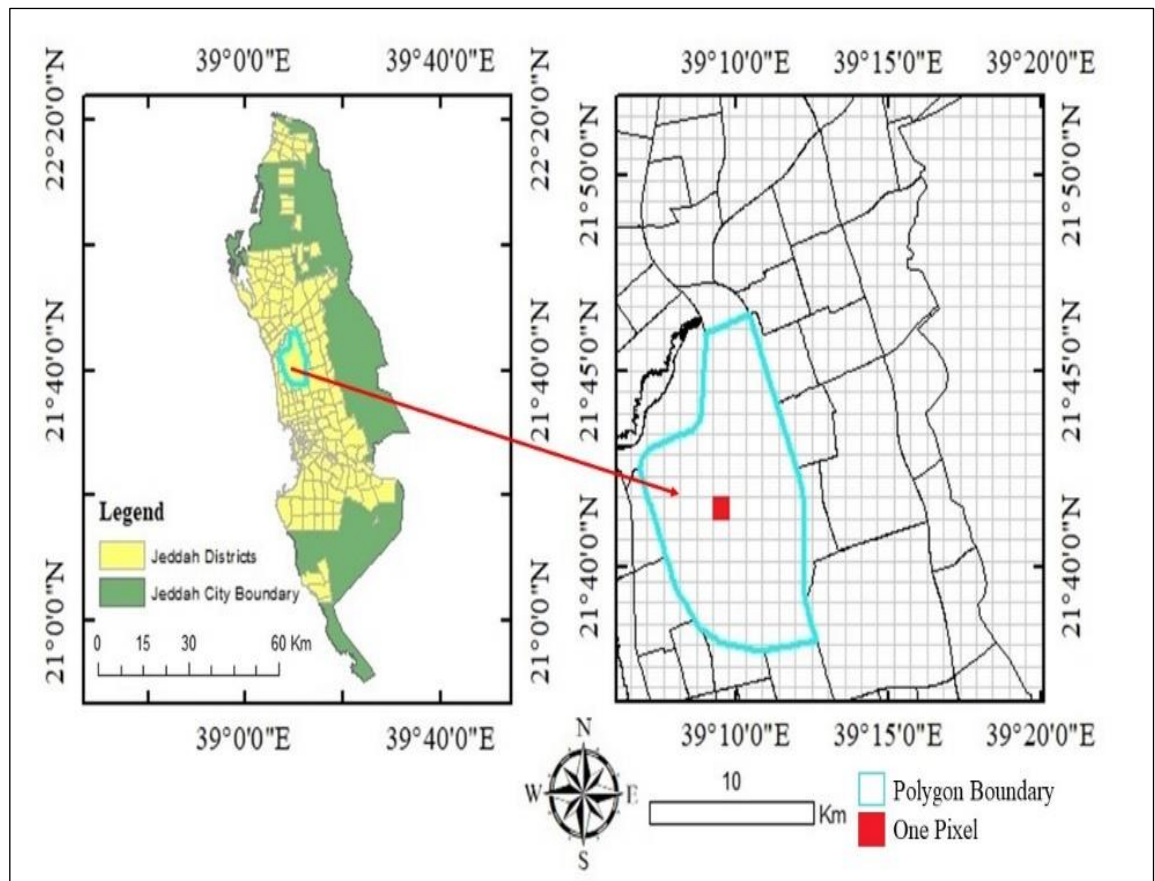 39°0'0"E 39°40'0"E
39°10'0"E 39°15'0"E 39°20'0"E
22°20'0"N
21°40'0"N
21°0'0"N
22°20'0"N
21°40'0"N
21°0'0"N
21°50'0"N
21°45'0"N
21°40'0"N
21°50'0"N
21°45'0"N
21°40'0"N
Legend
Jeddah Districts
Jeddah City Boundary
0 15 30 60 Km
39°0'0"E 39°40'0"E
39°10'0"E 39°15'0"E 39°20'0"E
N
W E
S
10
Km
Polygon Boundary
One Pixel